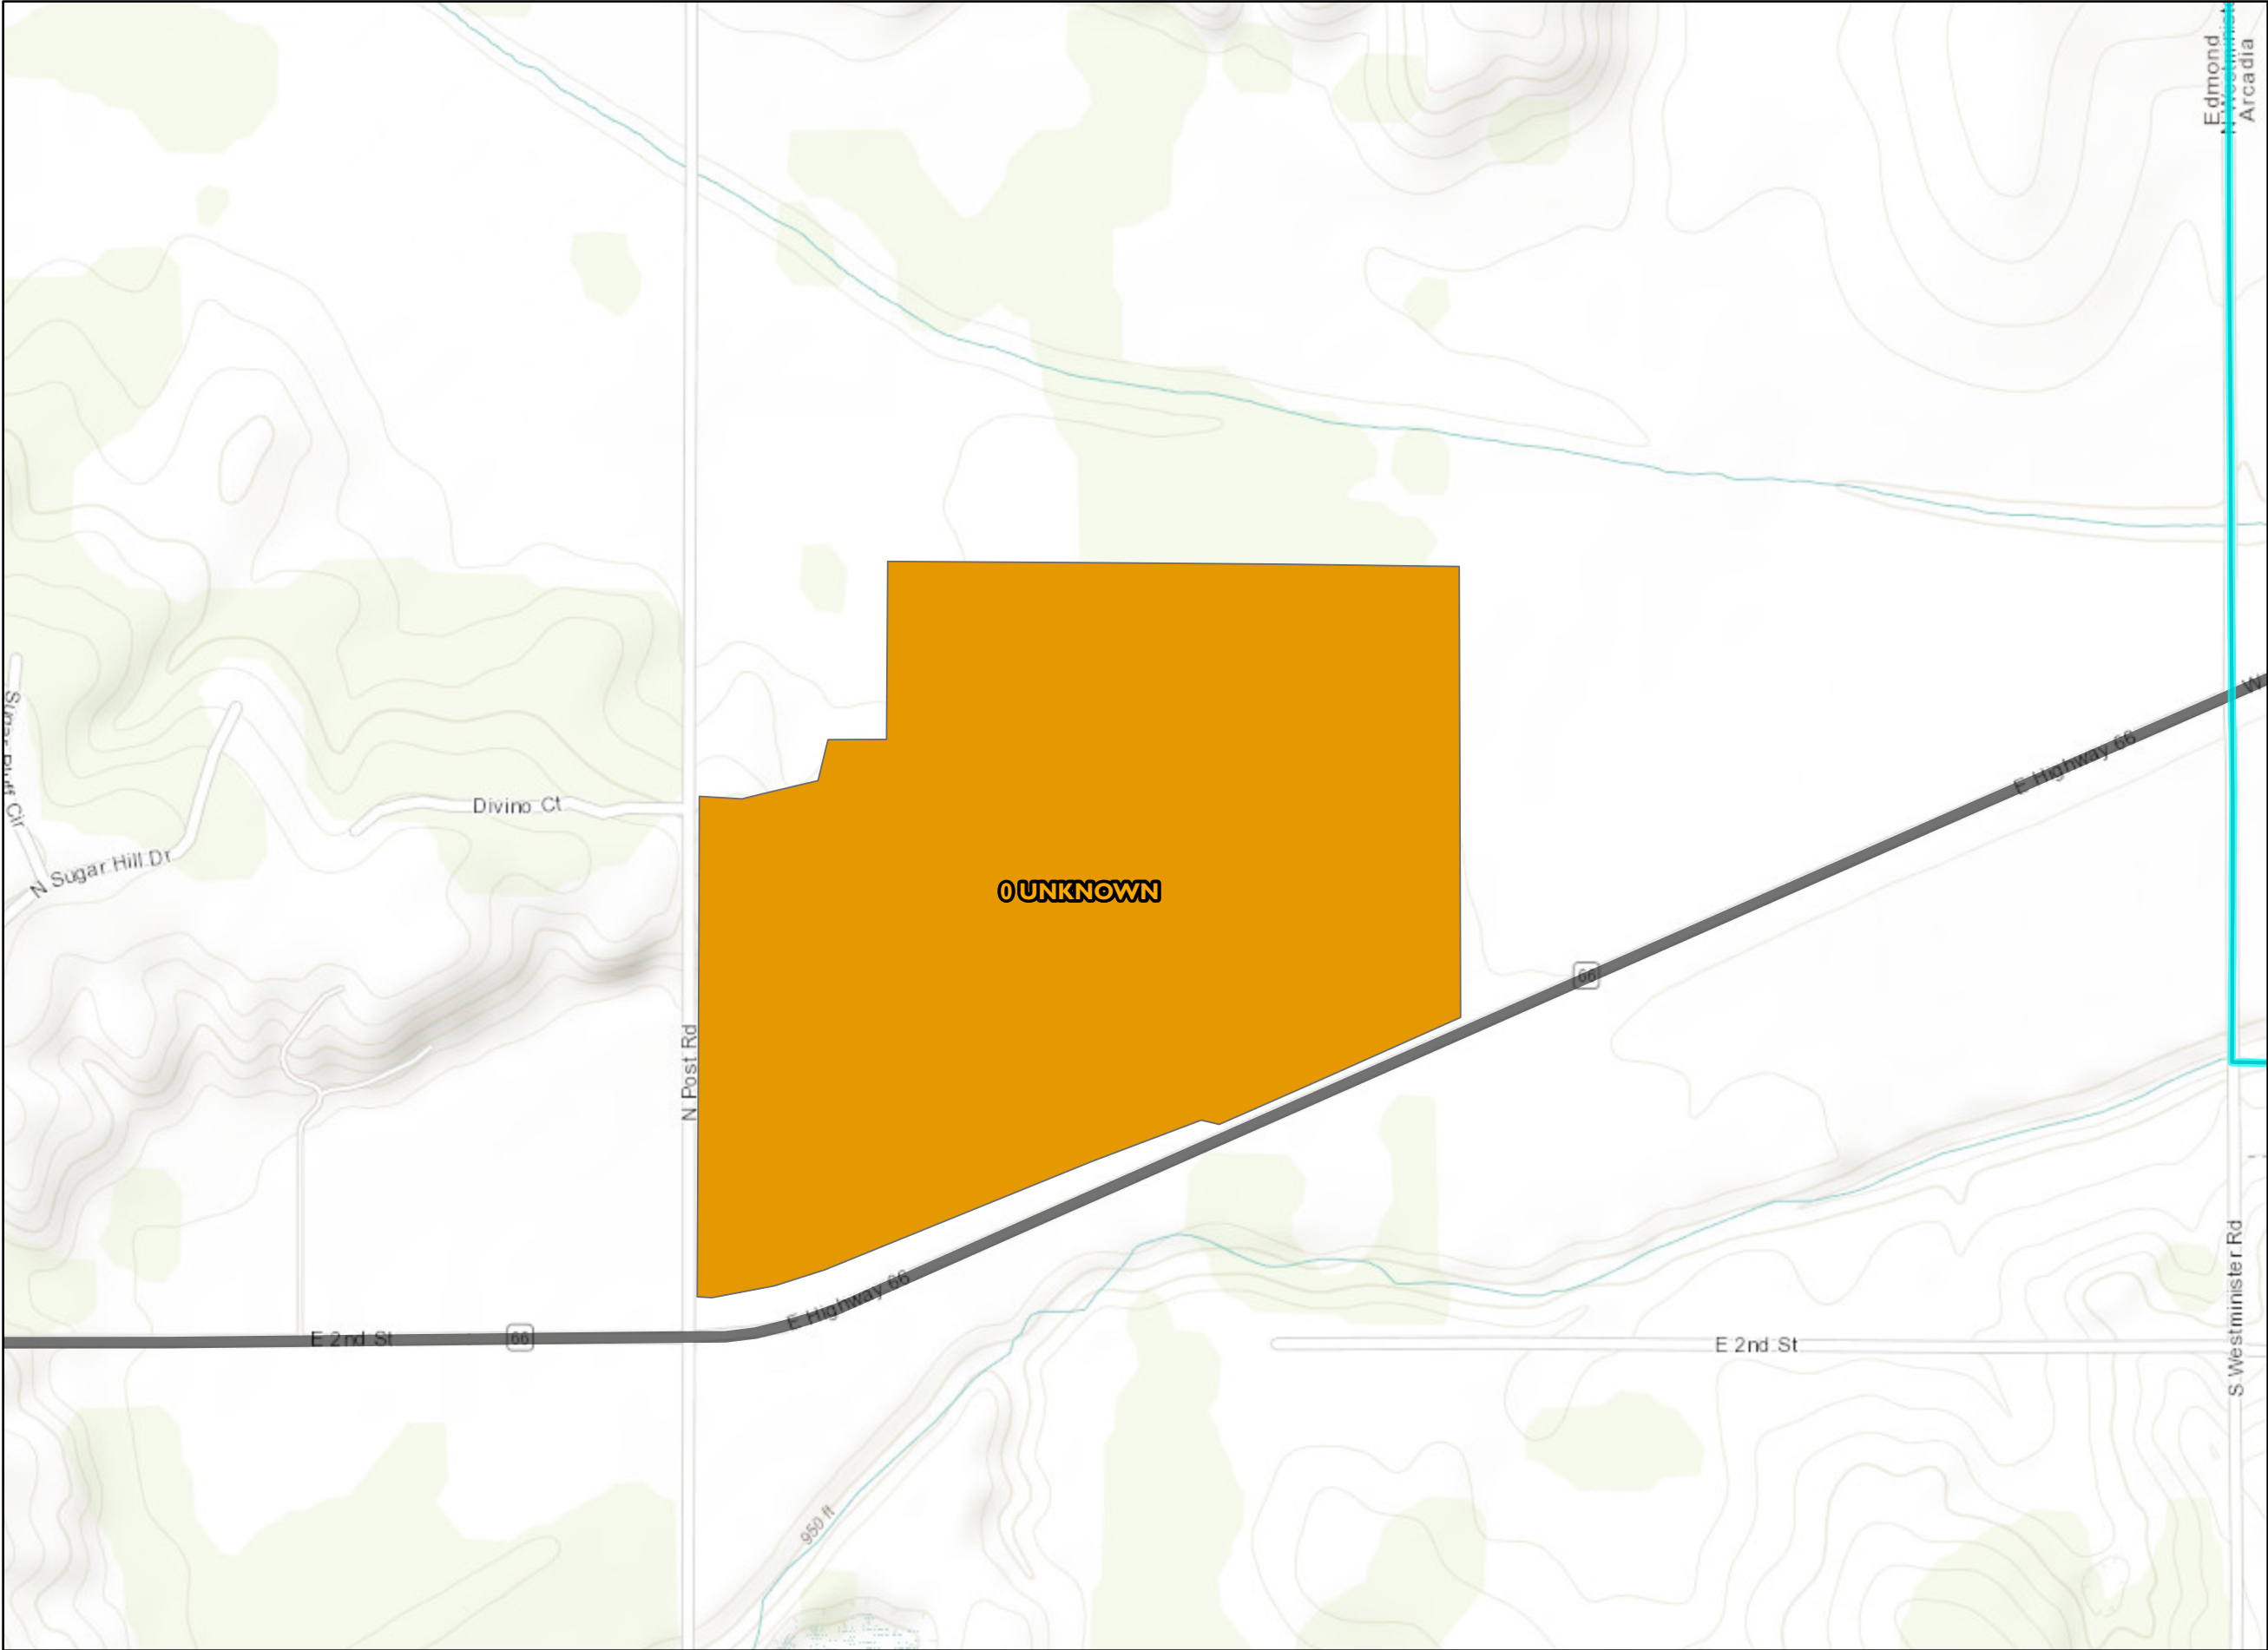 Edmond
Arcadia
Divino Ct
N Sugar Hill Dr
0 UNKNOWN
E Highway 66
66
N Post Rd
E Highway 66
E 2nd St
66
E 2nd St
S Westminister Rd
950 ft